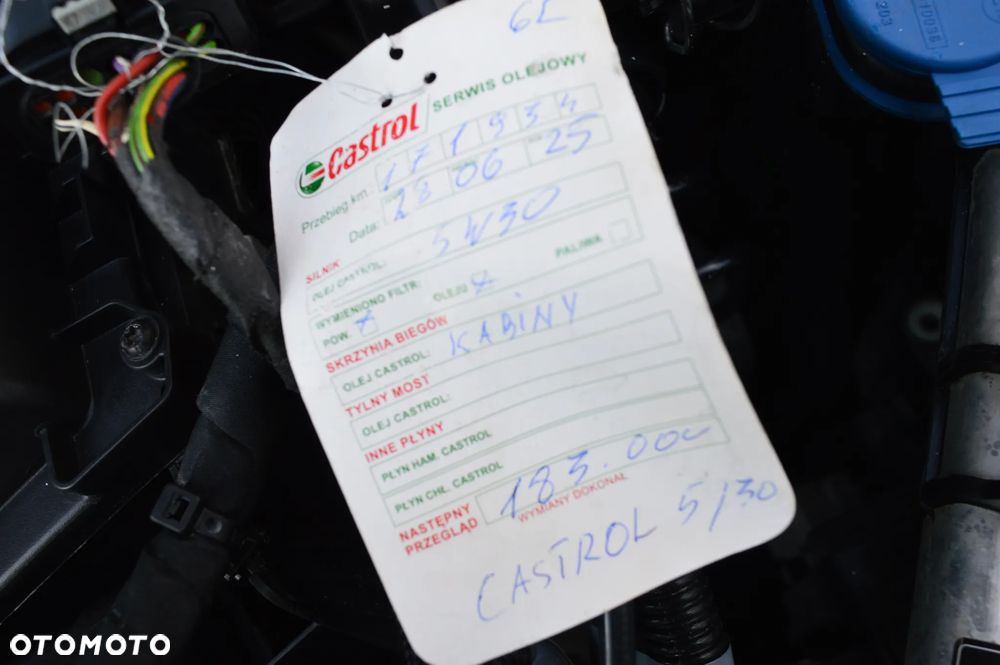 6L
Castrol SERWIS OLEJOWY
Przebieg km.: 171934
Data: 28 06 25
SILNIK
OLEJ CASTROL: 5W30
WYMIENIONO FILTR:
POW. OLEJU PALIWA
SKRZYNIA BIEGÓW
OLEJ CASTROL: KABINY
TYLNY MOST
OLEJ CASTROL:
INNE PŁYNY
PŁYN HAM. CASTROL
PŁYN CHŁ. CASTROL
NASTĘPNY PRZEGLĄD 183.000
WYMIANY DOKONAŁ
CASTROL 5/30
OTOMOTO